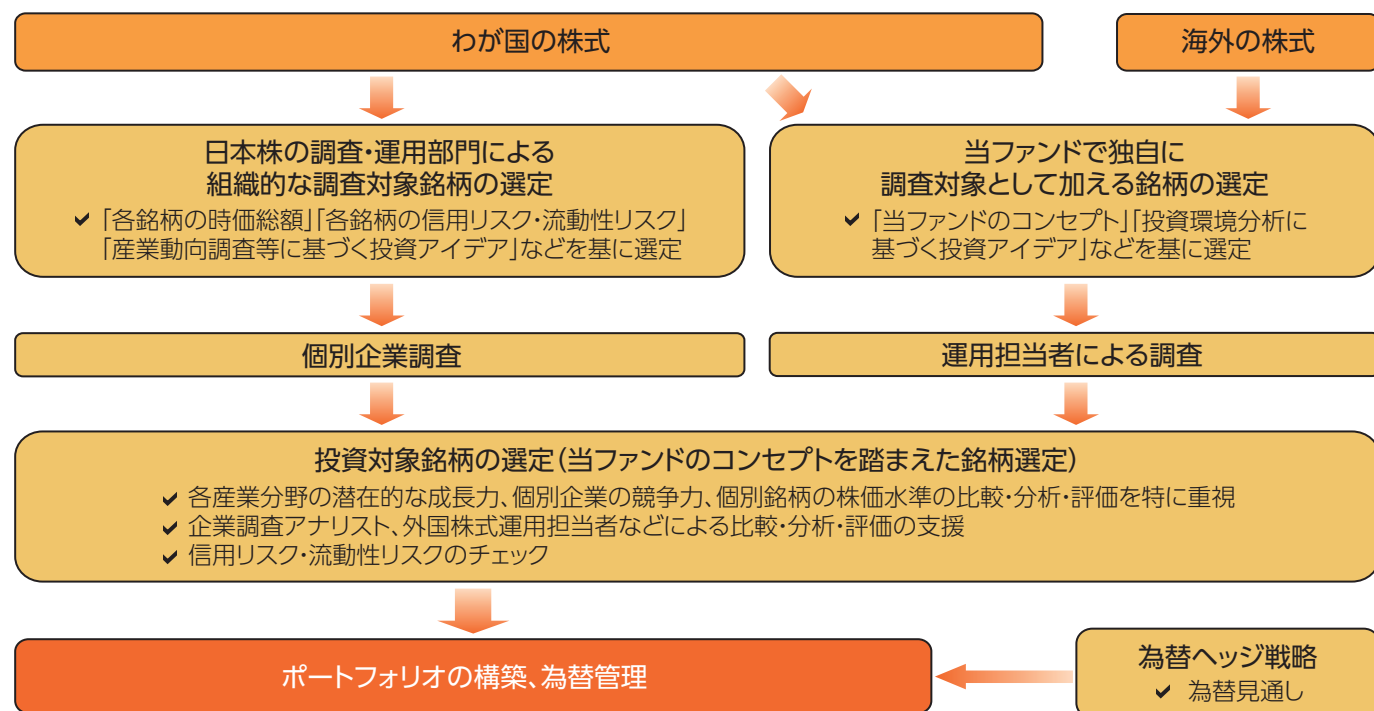 わが国の株式
海外の株式
日本株の調査・運用部門による
組織的な調査対象銘柄の選定
✔ 「各銘柄の時価総額」「各銘柄の信用リスク・流動性リスク」
「産業動向調査等に基づく投資アイデア」などを基に選定
当ファンドで独自に
調査対象として加える銘柄の選定
✔ 「当ファンドのコンセプト」「投資環境分析に
基づく投資アイデア」などを基に選定
個別企業調査
運用担当者による調査
投資対象銘柄の選定(当ファンドのコンセプトを踏まえた銘柄選定)
✔ 各産業分野の潜在的な成長力、個別企業の競争力、個別銘柄の株価水準の比較・分析・評価を特に重視
✔ 企業調査アナリスト、外国株式運用担当者などによる比較・分析・評価の支援
✔ 信用リスク・流動性リスクのチェック
ポートフォリオの構築、為替管理
為替ヘッジ戦略
✔ 為替見通し